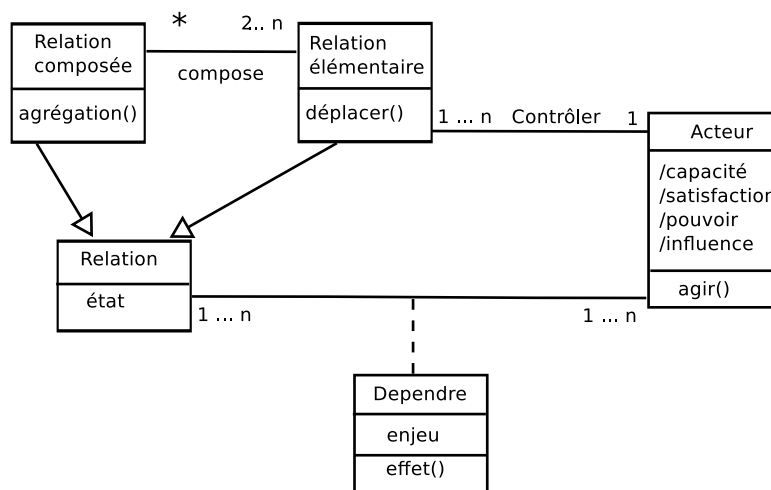 Relation
composée
agrégation()
*
2.. n
compose
Relation
élémentaire
déplacer()
1 ... n
Contrôler
1
Acteur
/capacité
/satisfaction
/pouvoir
/influence
agir()
Relation
état
1 ... n
1 ... n
Dependre
enjeu
effet()